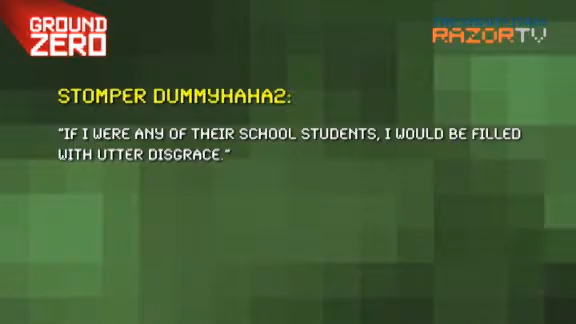 GROUND
ZERO
RAZORTV
STOMPER DUMMYHAHA2:
"IF I WERE ANY OF THEIR SCHOOL STUDENTS, I WOULD BE FILLED
WITH UTTER DISGRACE."